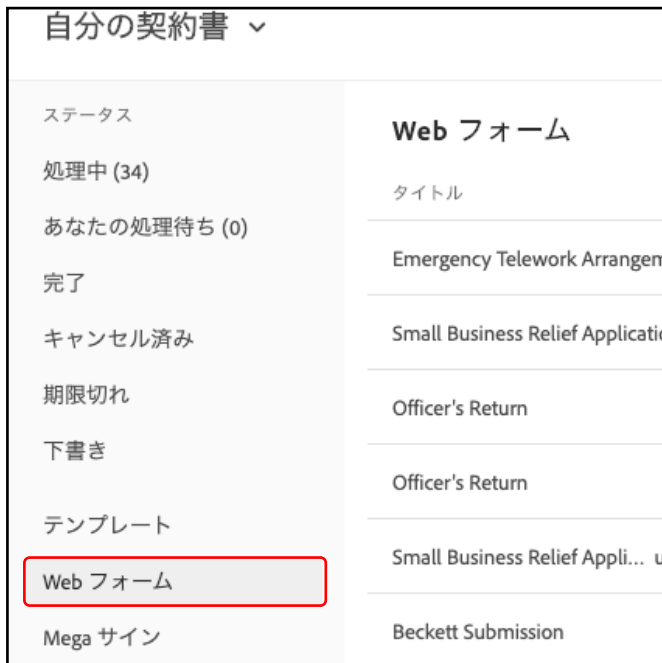 自分の契約書
ステータス
処理中 (34)
あなたの処理待ち (0)
完了
キャンセル済み
期限切れ
下書き
テンプレート
Web フォーム
Mega サイン
Web フォーム
タイトル
Emergency Telework
Small Business Relief
Officer's Return
Officer's Return
Small Business Relief Appli...
Beckett Submission